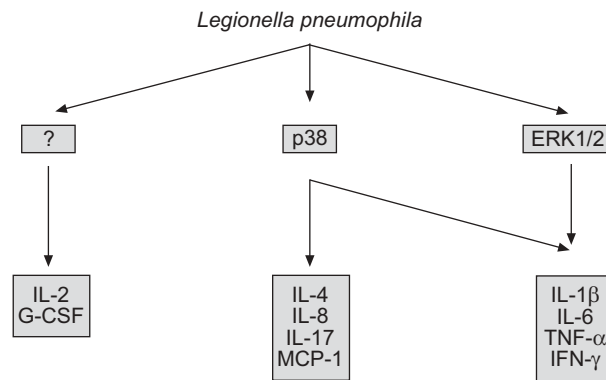 Legionella pneumophila
?
p38
ERK1/2
IL-2
G-CSF
IL-4
IL-8
IL-17
MCP-1
IL-1β
IL-6
TNF-α
IFN-γ